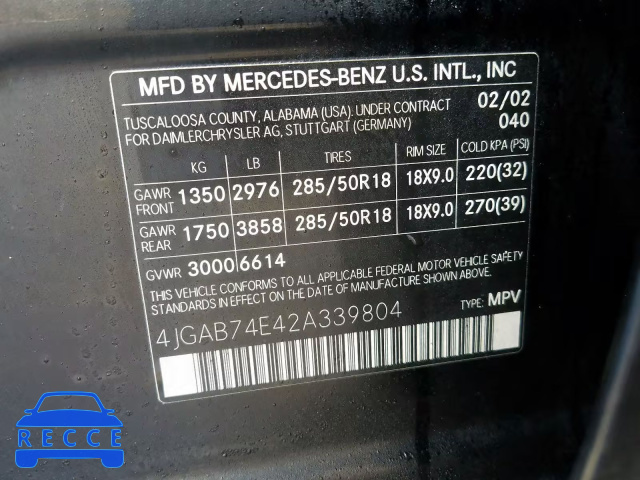 MFD BY MERCEDES-BENZ U.S. INTL., INC
TUSCALOOSA COUNTY, ALABAMA (USA). UNDER CONTRACT 02/02
FOR DAIMLERCHRYSLER AG, STUTTGART (GERMANY) 040
KG LB TIRES RIM SIZE COLD KPA (PSI)
GAWR FRONT 1350 2976 285/50R18 18X9.0 220(32)
GAWR REAR 1750 3858 285/50R18 18X9.0 270(39)
GVWR 3000 6614
THIS VEHICLE CONFORMS TO ALL APPLICABLE FEDERAL MOTOR VEHICLE SAFETY
STANDARDS IN EFFECT ON THE DATE OF MANUFACTURE SHOWN ABOVE.
4JGAB74E42A339804 TYPE: MPV
RECCE